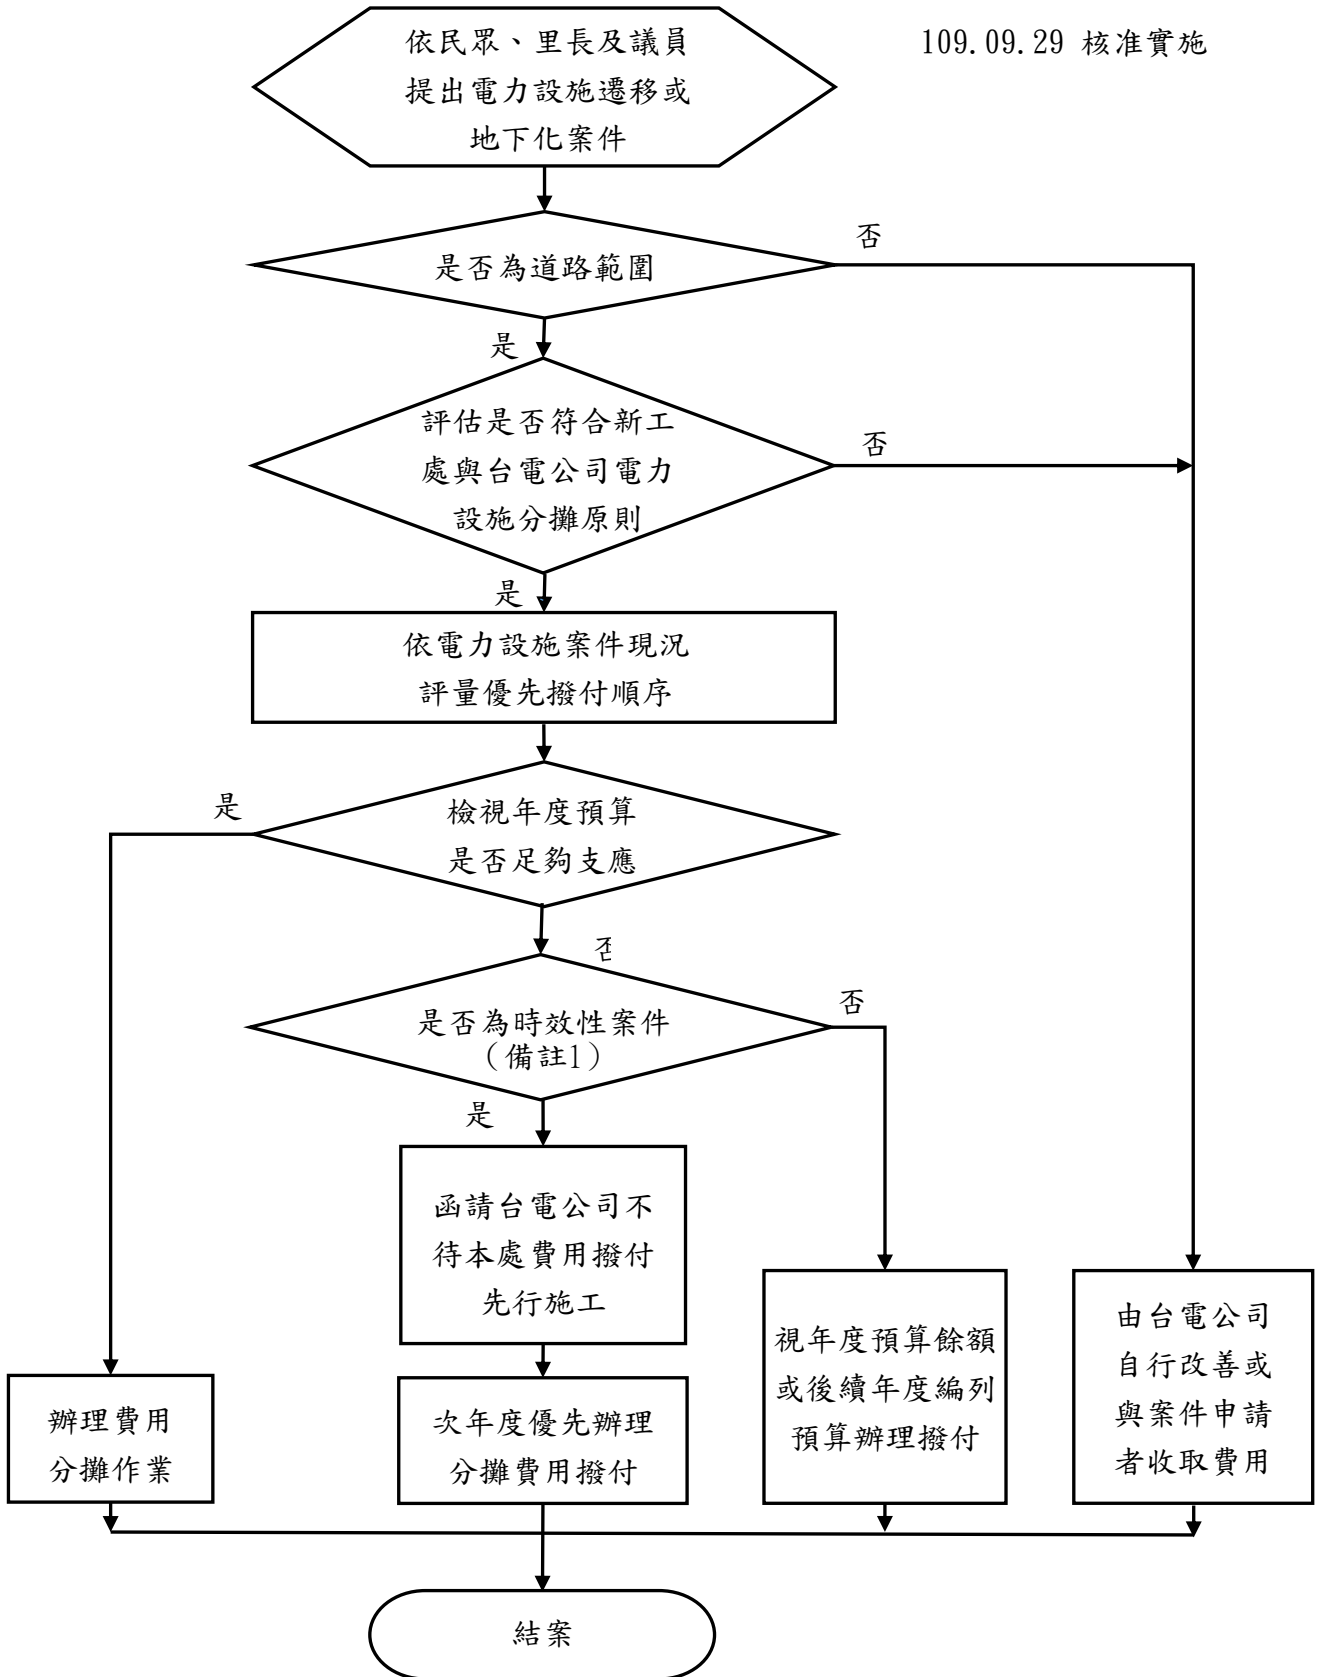 依民眾、里長及議員
提出電力設施遷移或
地下化案件
109.09.29 核准實施
是否為道路範圍
否
是
評估是否符合新工
處與台電公司電力
設施分攤原則
否
是
依電力設施案件現況
評量優先撥付順序
檢視年度預算
是否足夠支應
是
否
是否為時效性案件
（備註1）
否
是
函請台電公司不
待本處費用撥付
先行施工
次年度優先辦理
分攤費用撥付
辦理費用
分攤作業
視年度預算餘額
或後續年度編列
預算辦理撥付
由台電公司
自行改善或
與案件申請
者收取費用
結案